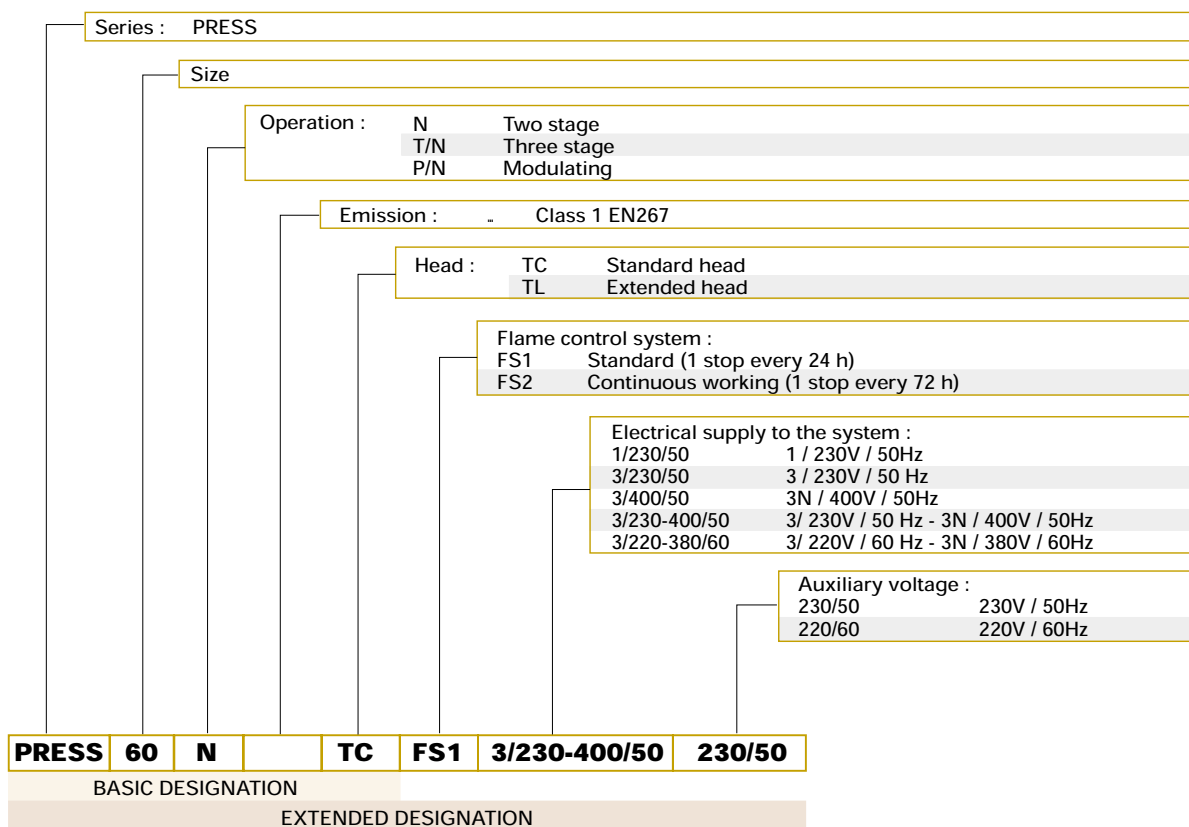 Series : PRESS
Size
Operation : N Two stage
T/N Three stage
P/N Modulating
Emission : ... Class 1 EN267
Head : TC Standard head
TL Extended head
Flame control system :
FS1 Standard (1 stop every 24 h)
FS2 Continuous working (1 stop every 72 h)
Electrical supply to the system :
1/230/50 1 / 230V / 50Hz
3/230/50 3 / 230V / 50 Hz
3/400/50 3N / 400V / 50Hz
3/230-400/50 3/ 230V / 50 Hz - 3N / 400V / 50Hz
3/220-380/60 3/ 220V / 60 Hz - 3N / 380V / 60Hz
Auxiliary voltage :
230/50 230V / 50Hz
220/60 220V / 60Hz
PRESS 60 N TC FS1 3/230-400/50 230/50
BASIC DESIGNATION
EXTENDED DESIGNATION